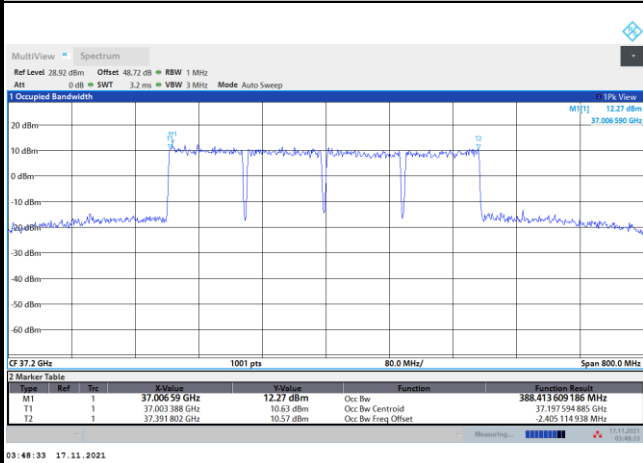 MultiView Spectrum
Ref Level 28.92 dBm Offset 48.72 dB RBW 1 MHz
Att 0 dB SWT 3.2 ms VBW 3 MHz Mode Auto Sweep
1 Occupied Bandwidth 1Pk View
M1[1] 12.27 dBm
37.006 590 GHz
20 dBm
M1
T1 T2
10 dBm
0 dBm
-10 dBm
-20 dBm
-30 dBm
-40 dBm
-50 dBm
-60 dBm
CF 37.2 GHz 1001 pts 80.0 MHz/ Span 800.0 MHz
2 Marker Table
Type Ref Trc X-Value Y-Value Function Function Result
M1 1 37.006 59 GHz 12.27 dBm Occ Bw 388.413 609 186 MHz
T1 1 37.003 388 GHz 10.63 dBm Occ Bw Centroid 37.197 594 885 GHz
T2 1 37.391 802 GHz 10.57 dBm Occ Bw Freq Offset -2.405 114 938 MHz
Measuring... 17.11.2021
03:48:33
03:48:33 17.11.2021